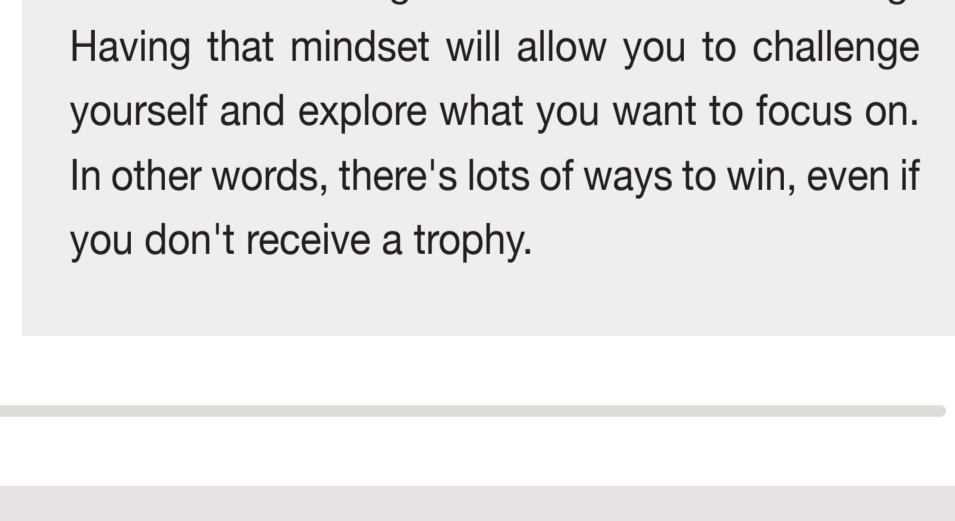 Having that mindset will allow you to challenge
yourself and explore what you want to focus on.
In other words, there's lots of ways to win, even if
you don't receive a trophy.